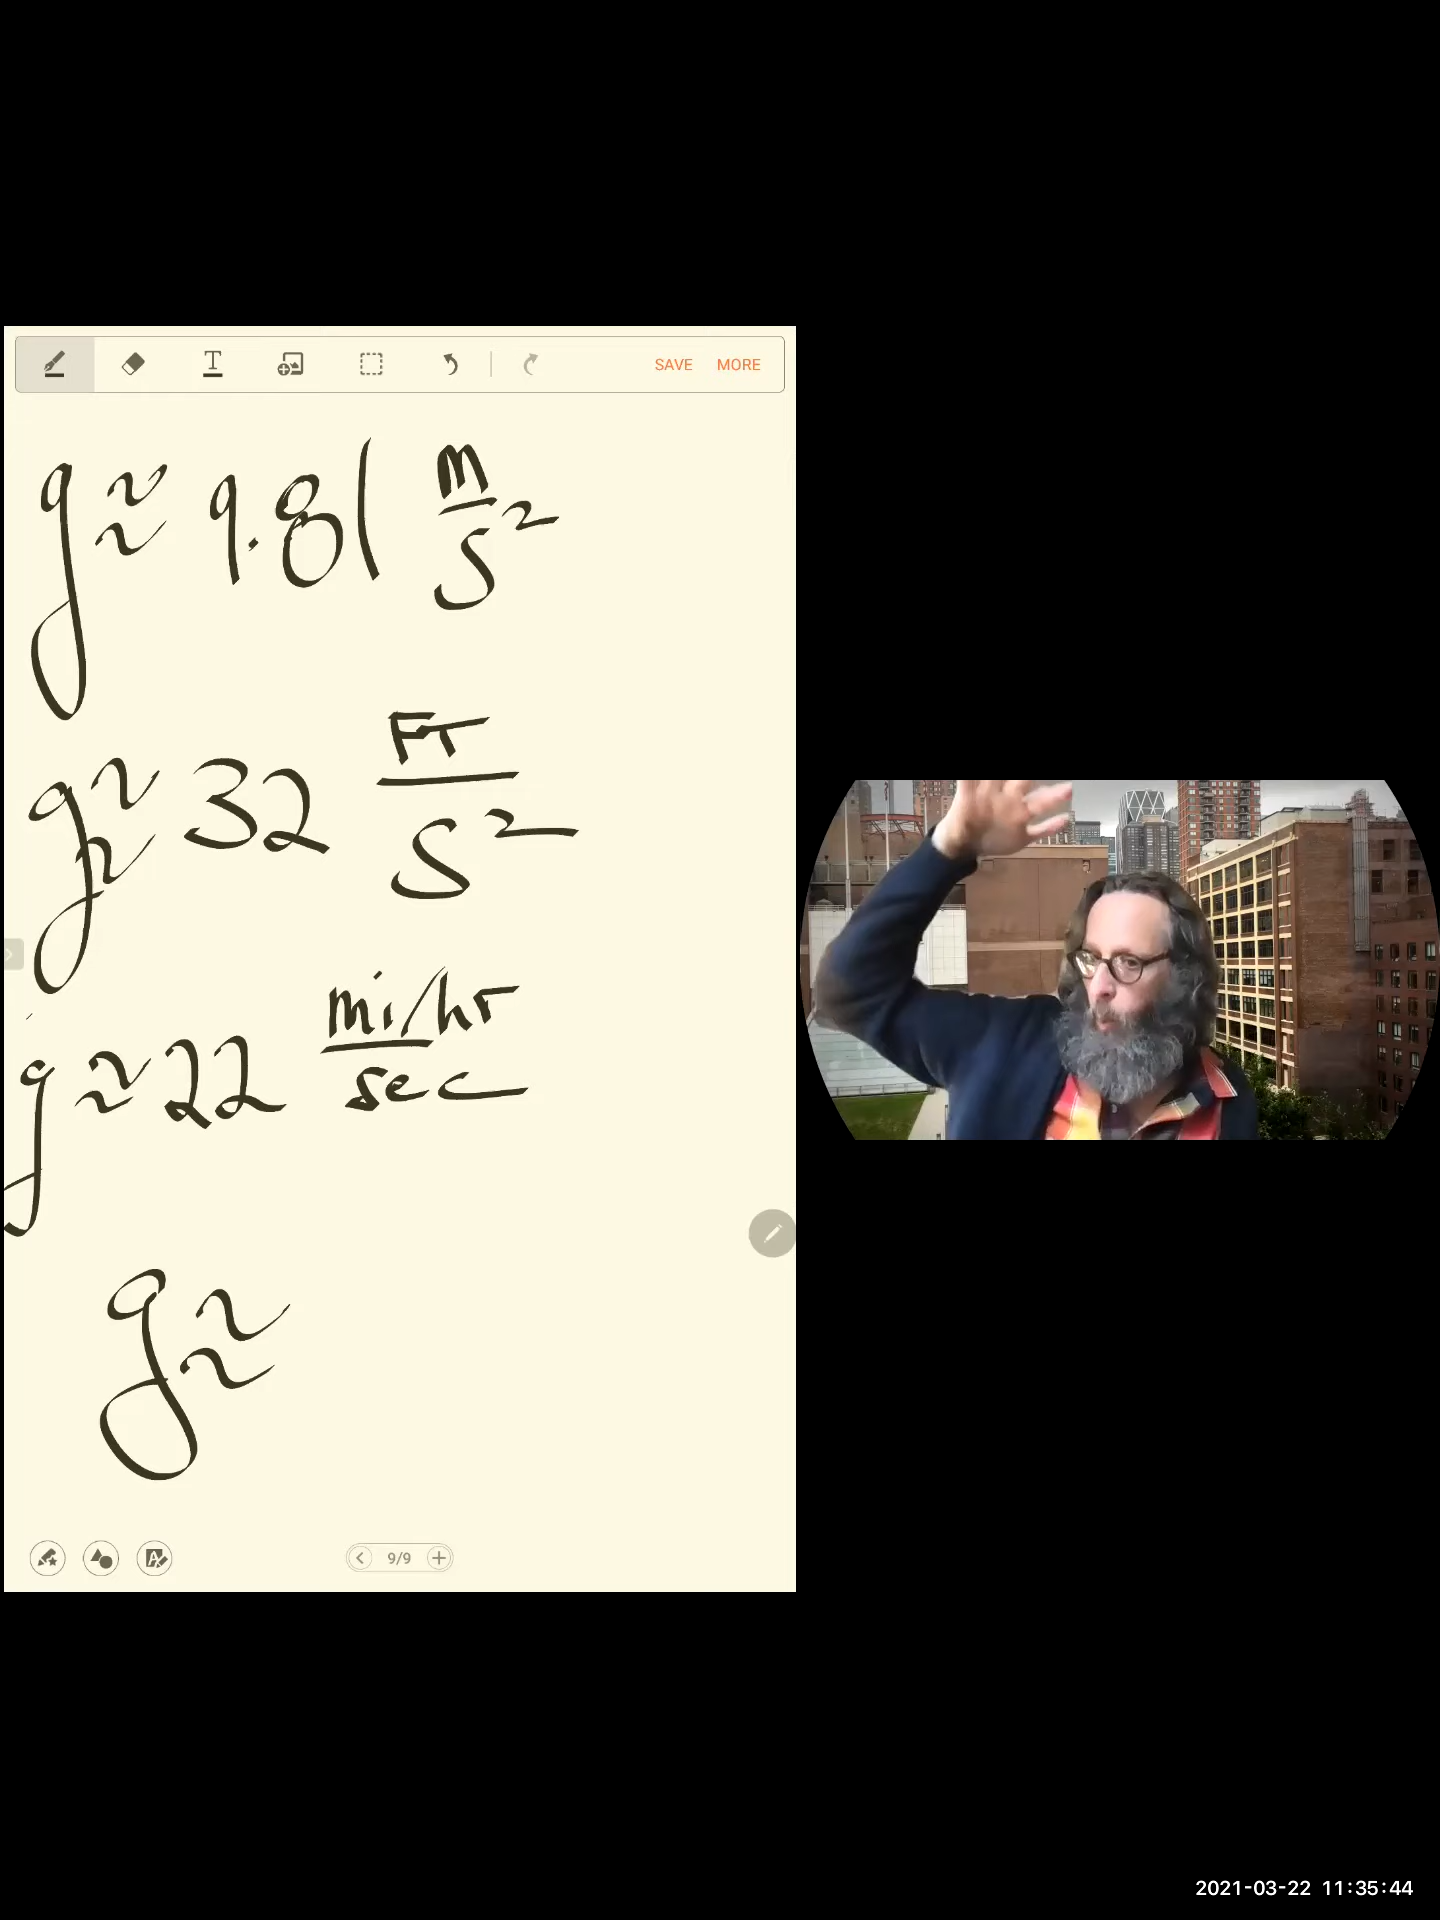 T SAVE MORE
g ≈ 9.81 m/s²
g ≈ 32 FT/s²
g ≈ 22 mi/hr/sec
g ≈
A 9/9
2021-03-22 11:35:44